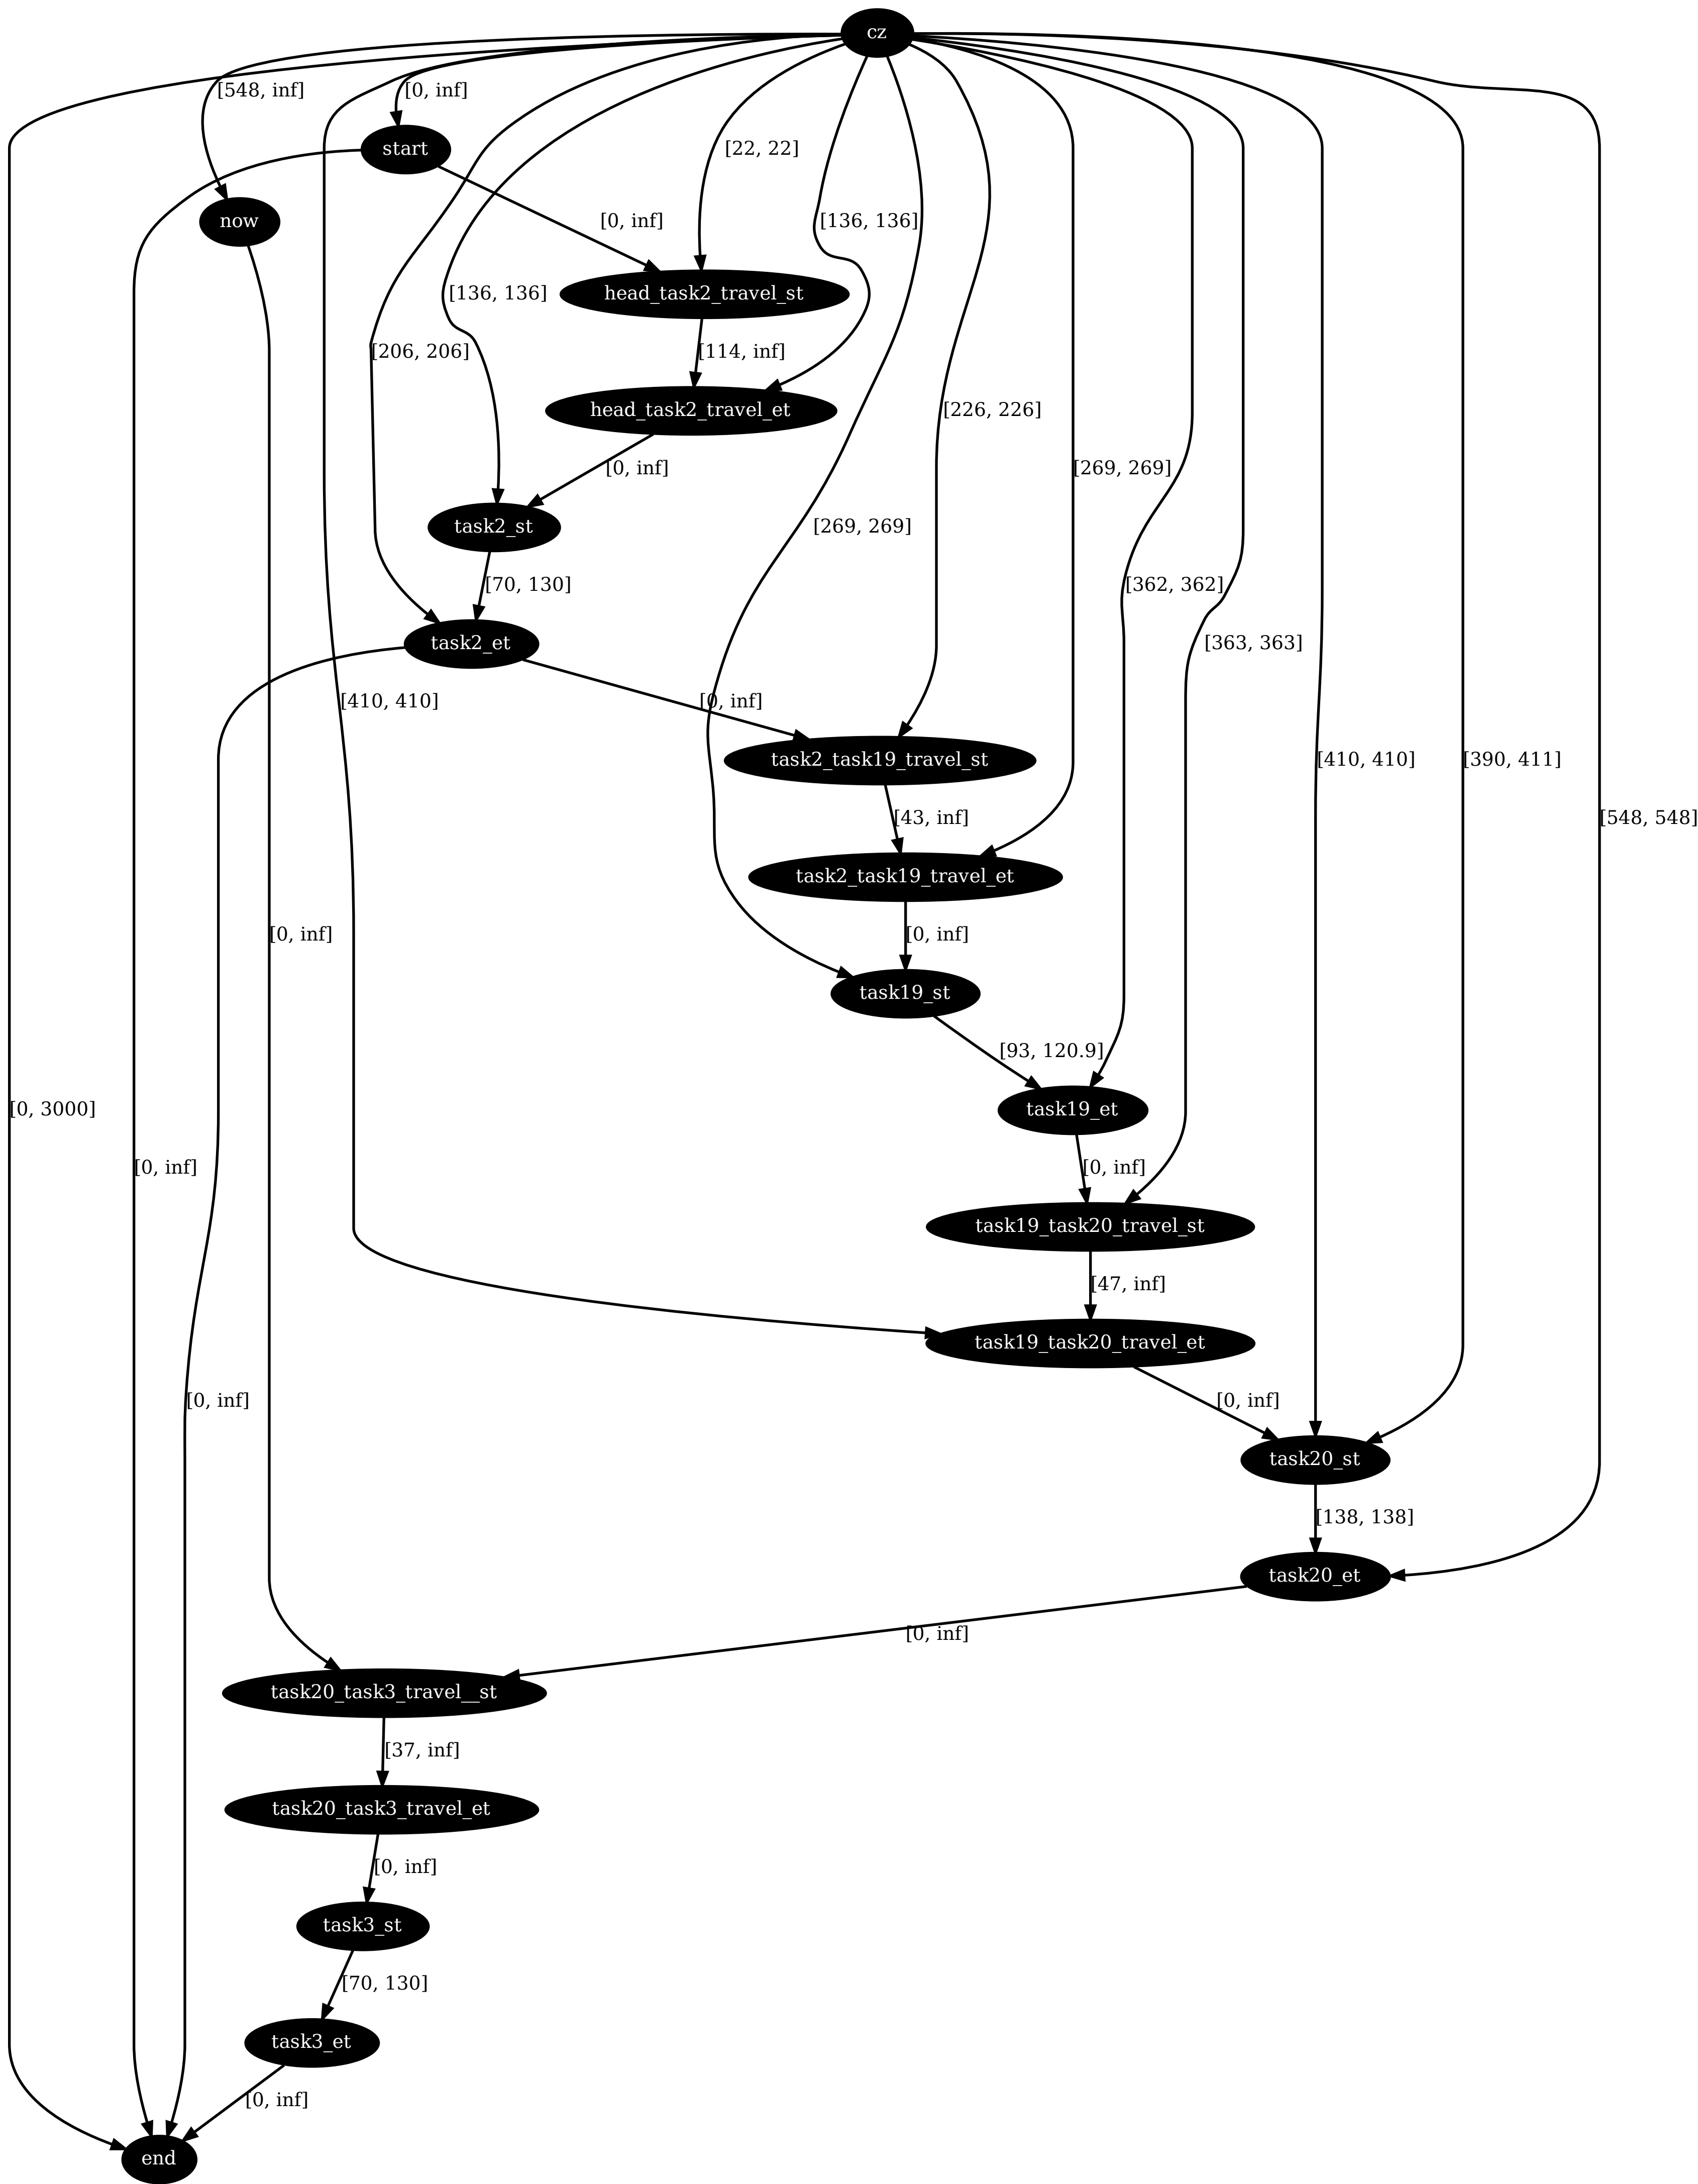 cz
[548, inf]
[0, inf]
start
[22, 22]
now
[0, inf]
[136, 136]
[136, 136]
head_task2_travel_st
[206, 206]
[114, inf]
head_task2_travel_et
[226, 226]
[0, inf]
[269, 269]
task2_st
[269, 269]
[70, 130]
[362, 362]
task2_et
[363, 363]
[410, 410]
[0, inf]
task2_task19_travel_st
[410, 410]
[390, 411]
[43, inf]
[548, 548]
task2_task19_travel_et
[0, inf]
[0, inf]
task19_st
[93, 120.9]
[0, 3000]
task19_et
[0, inf]
[0, inf]
task19_task20_travel_st
[47, inf]
task19_task20_travel_et
[0, inf]
[0, inf]
task20_st
[138, 138]
task20_et
[0, inf]
task20_task3_travel__st
[37, inf]
task20_task3_travel_et
[0, inf]
task3_st
[70, 130]
task3_et
[0, inf]
end